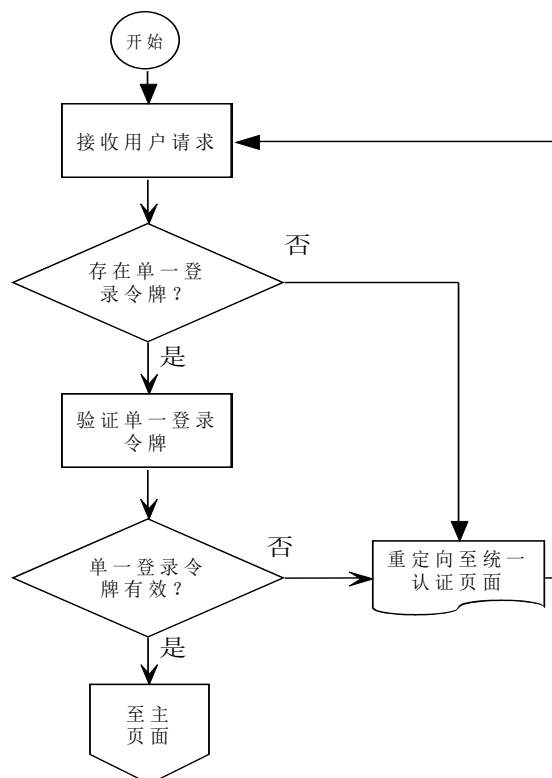 开始
接收用户请求
否
存在单一登
录令牌？
是
验证单一登录
令牌
否
单一登录令
牌有效？
重定向至统一
认证页面
是
至主
页面